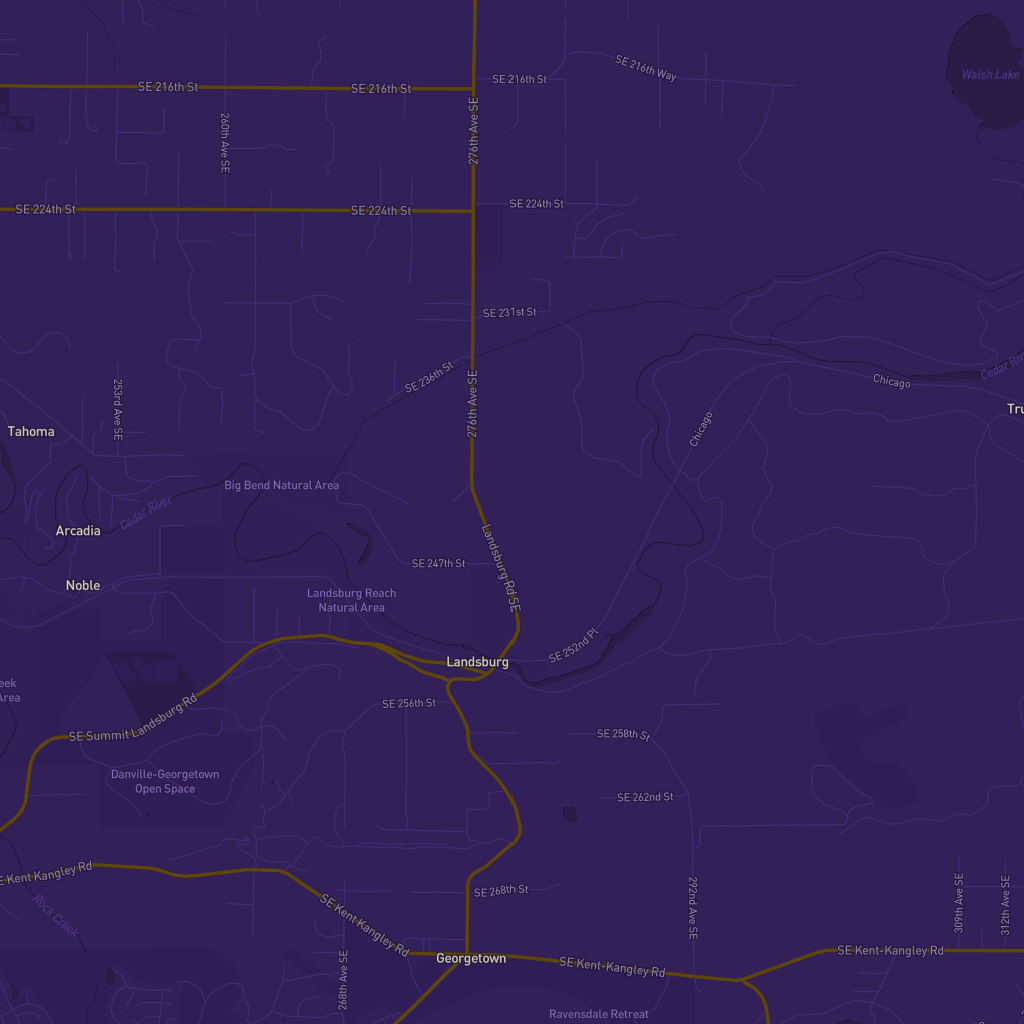 SE 216th Way
Walsh Lake
SE 216th St
SE 216th St
SE 216th St
276th Ave SE
260th Ave SE
SE 224th St
SE 224th St
SE 224th St
SE 231st St
SE 236th St
Cedar
Chicago
276th Ave SE
253rd Ave SE
Chicago
Tahoma
Big Bend Natural Area
Cedar River
Arcadia
Landsburg Rd SE
SE 247th St
Noble
Landsburg Reach
Natural Area
SE 252nd Pl
Landsburg
Area
SE 256th St
SE Summit Landsburg Rd
SE 258th St
Danville-Georgetown
Open Space
SE 262nd St
Kent Kangley Rd
SE 268th St
292nd Ave SE
309th Ave SE
312th Ave SE
Rock Creek
SE Kent Kangley Rd
SE Kent-Kangley Rd
Georgetown
SE Kent-Kangley Rd
268th Ave SE
Ravensdale Retreat